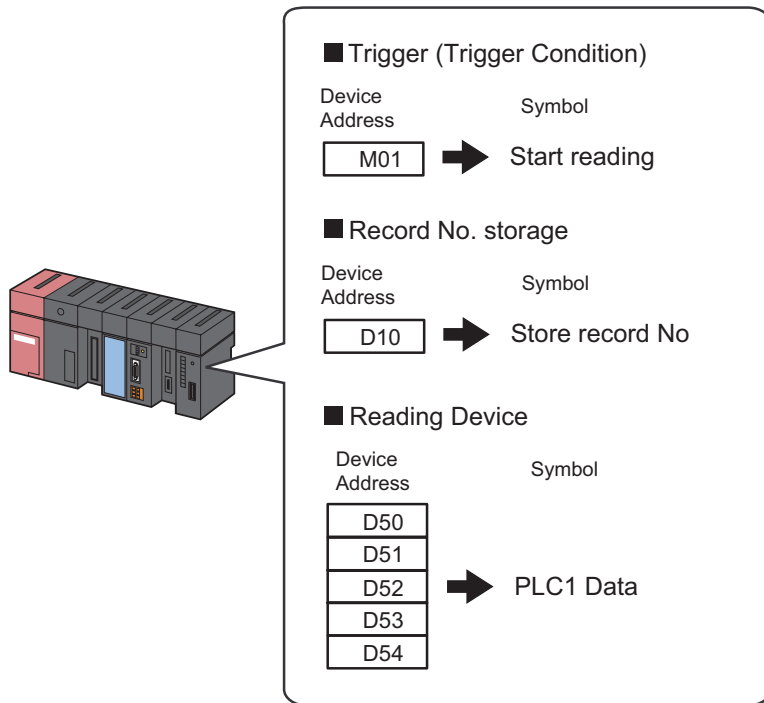 ■ Trigger (Trigger Condition)
Device
Address
Symbol
M01
Start reading
■ Record No. storage
Device
Address
Symbol
D10
Store record No
■ Reading Device
Device
Address
Symbol
D50
D51
D52
D53
D54
PLC1 Data